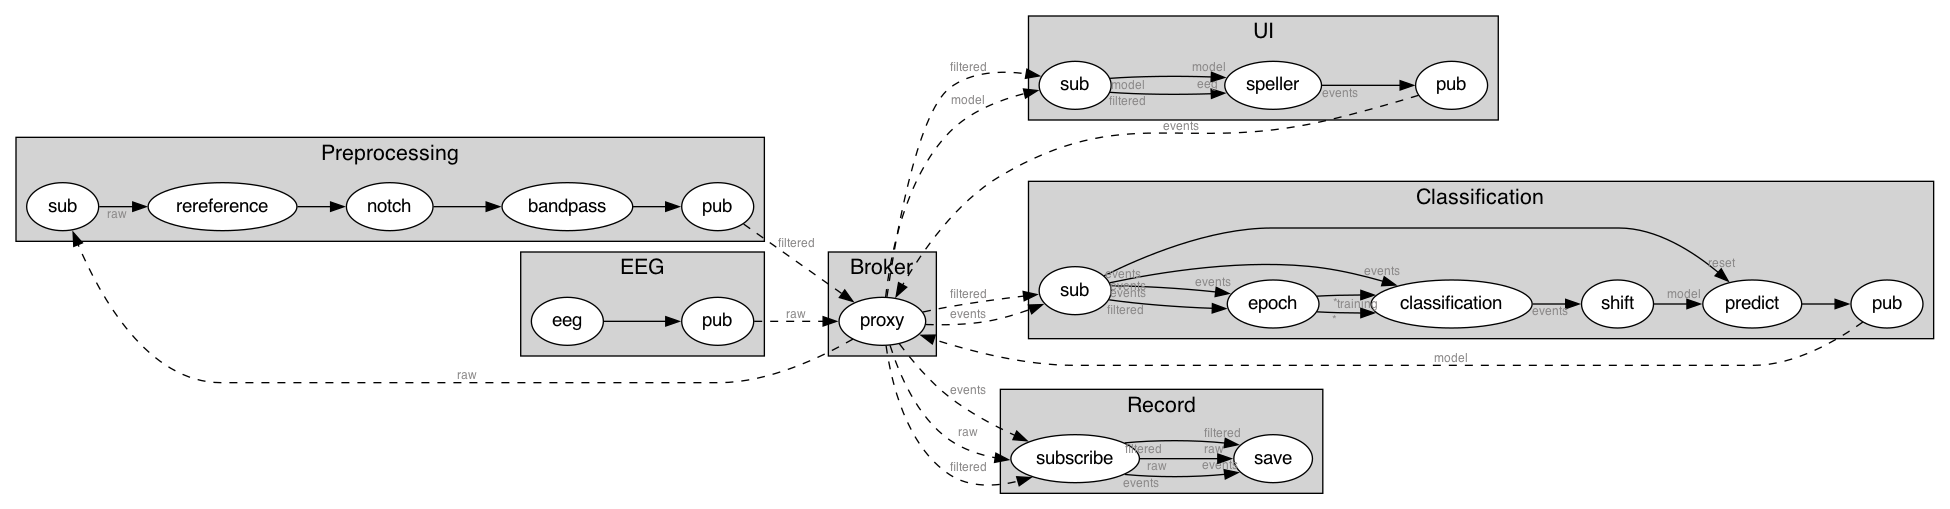 UI
filtered
sub
model
model
eeg
filtered
speller
events
pub
model
events
Preprocessing
sub
raw
rereference
notch
bandpass
pub
filtered
EEG
eeg
pub
raw
Broker
proxy
raw
Classification
filtered
events
sub
events
events
events
filtered
events
epoch
events
*training
*
classification
events
shift
reset
model
predict
pub
model
Record
events
raw
filtered
subscribe
filtered
filtered
raw
raw
events
events
save